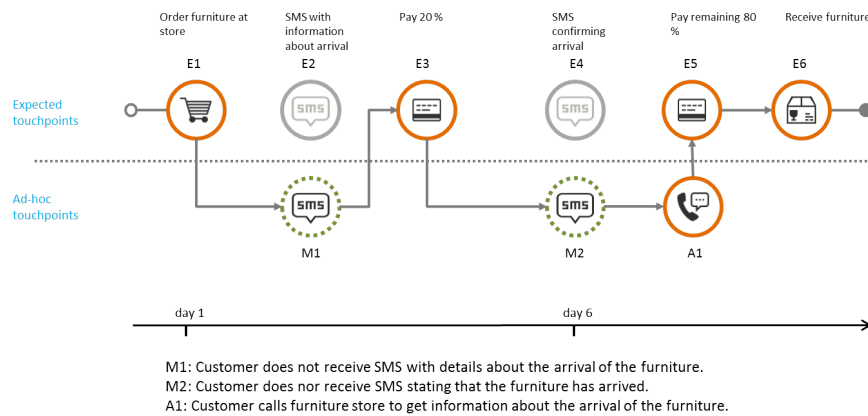 Order furniture at
store
SMS with
information
about arrival
Pay 20 %
SMS
confirming
arrival
Pay remaining 80
%
Receive furniture
E1
E2
E3
E4
E5
E6
Expected
touchpoints
sms
sms
Ad-hoc
touchpoints
sms
sms
M1
M2
A1
day 1
day 6
M1: Customer does not receive SMS with details about the arrival of the furniture.
M2: Customer does nor receive SMS stating that the furniture has arrived.
A1: Customer calls furniture store to get information about the arrival of the furniture.